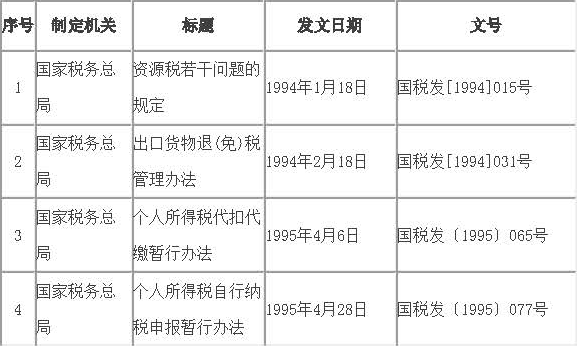 序号 制定机关 标题 发文日期 文号
1 国家税务总局 资源税若干问题的规定 1994年1月18日 国税发[1994]015号
2 国家税务总局 出口货物退(免)税管理办法 1994年2月18日 国税发[1994]031号
3 国家税务总局 个人所得税代扣代缴暂行办法 1995年4月6日 国税发〔1995〕065号
4 国家税务总局 个人所得税自行纳税申报暂行办法 1995年4月28日 国税发〔1995〕077号